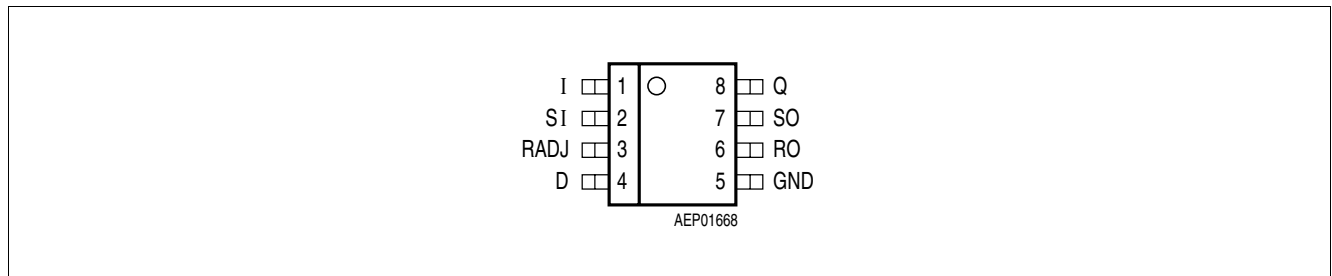 I 1 8 Q
SI 2 7 SO
RADJ 3 6 RO
D 4 5 GND
AEP01668